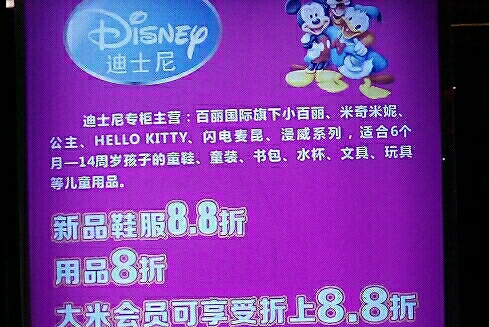 DISNEY
迪士尼
迪士尼专柜主营：百丽国际旗下小百丽、米奇米妮、
公主、HELLO KITTY、闪电麦昆、漫威系列，适合6个
月—14周岁孩子的童鞋、童装、书包、水杯、文具、玩具
等儿童用品。
新品鞋服8.8折
用品8折
大米会员可享受折上8.8折